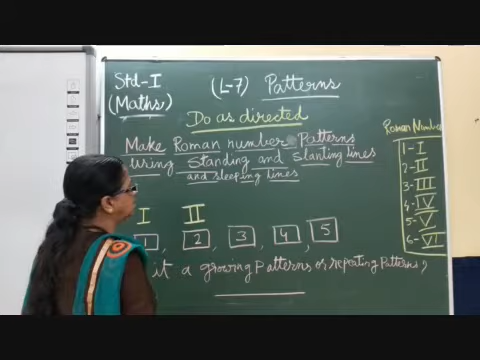 Std-I
(Maths)
(L-7) Patterns
Do as directed
Make Roman number Patterns
using Standing and slanting lines
and sleeping lines
I II
1, 2, 3, 4, 5
it a growing Patterns or repeating Patterns?
Roman Number
1-I
2-II
3-III
4-IV
5-V
6-VI